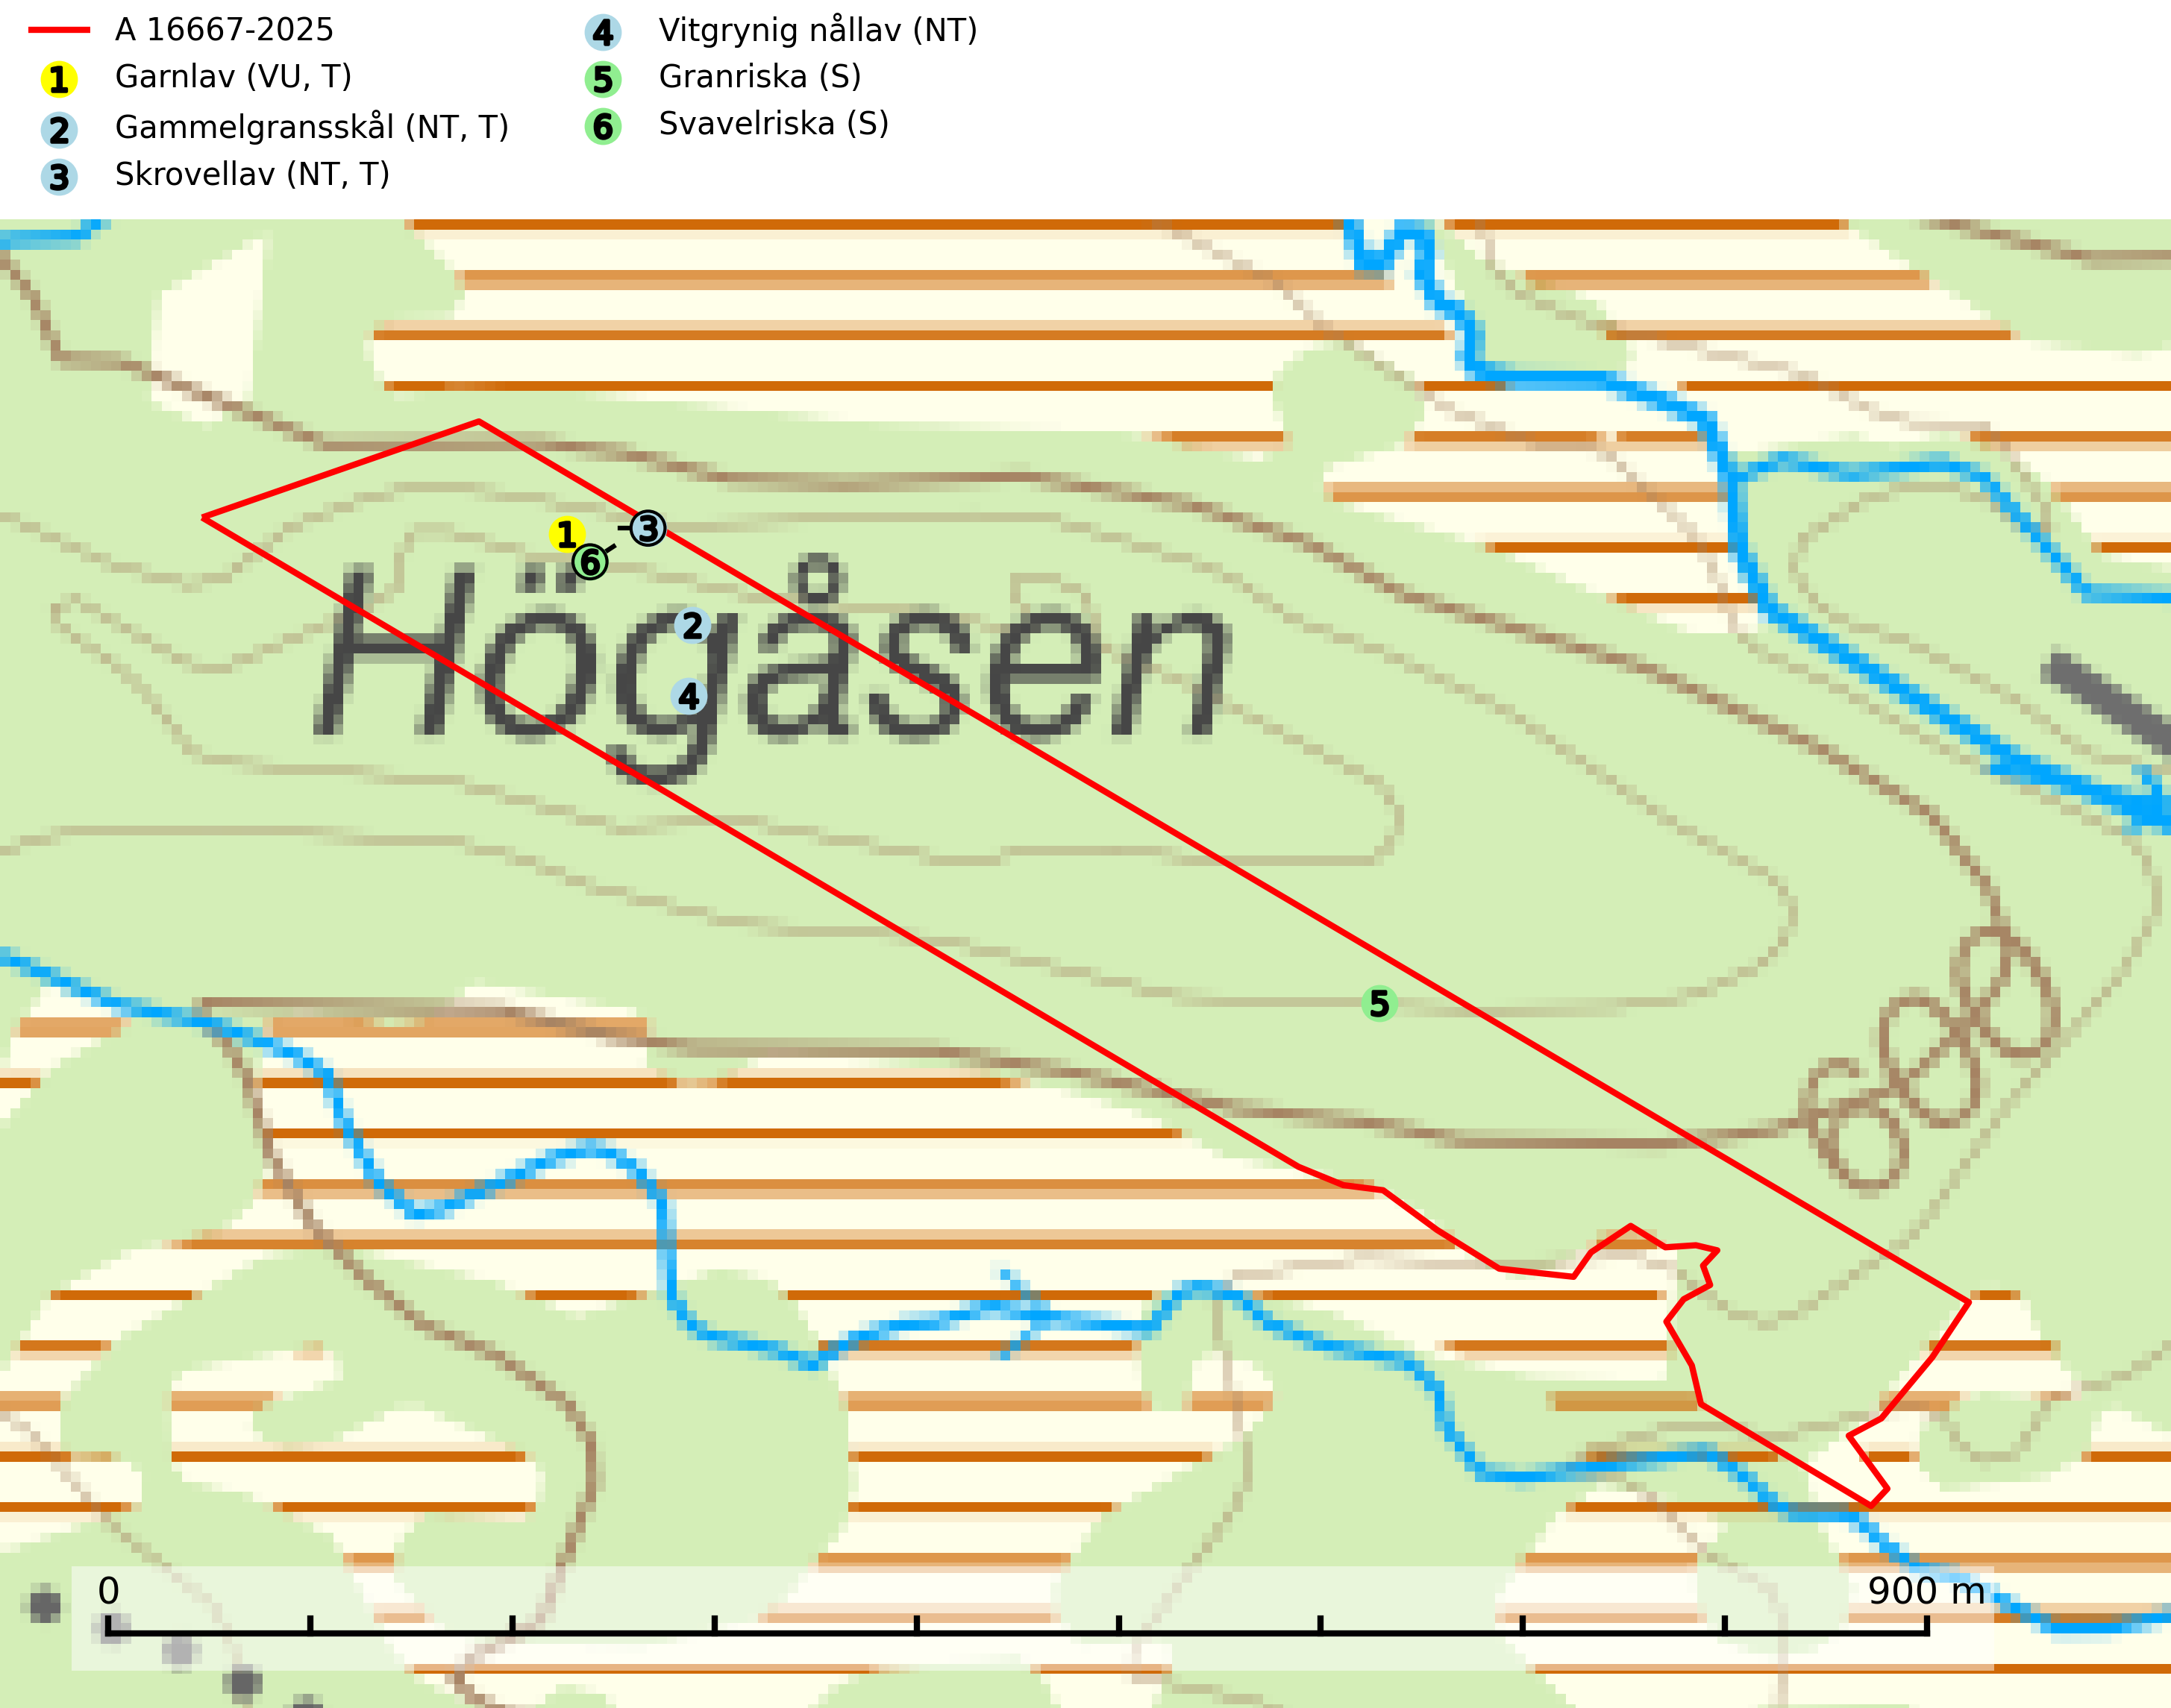 A 16667-2025
1 Garnlav (VU, T)
2 Gammelgransskål (NT, T)
3 Skrovellav (NT, T)
4 Vitgrynig nållav (NT)
5 Granriska (S)
6 Svavelriska (S)
1
3
6
2
4
Högåsen
5
0 900 m